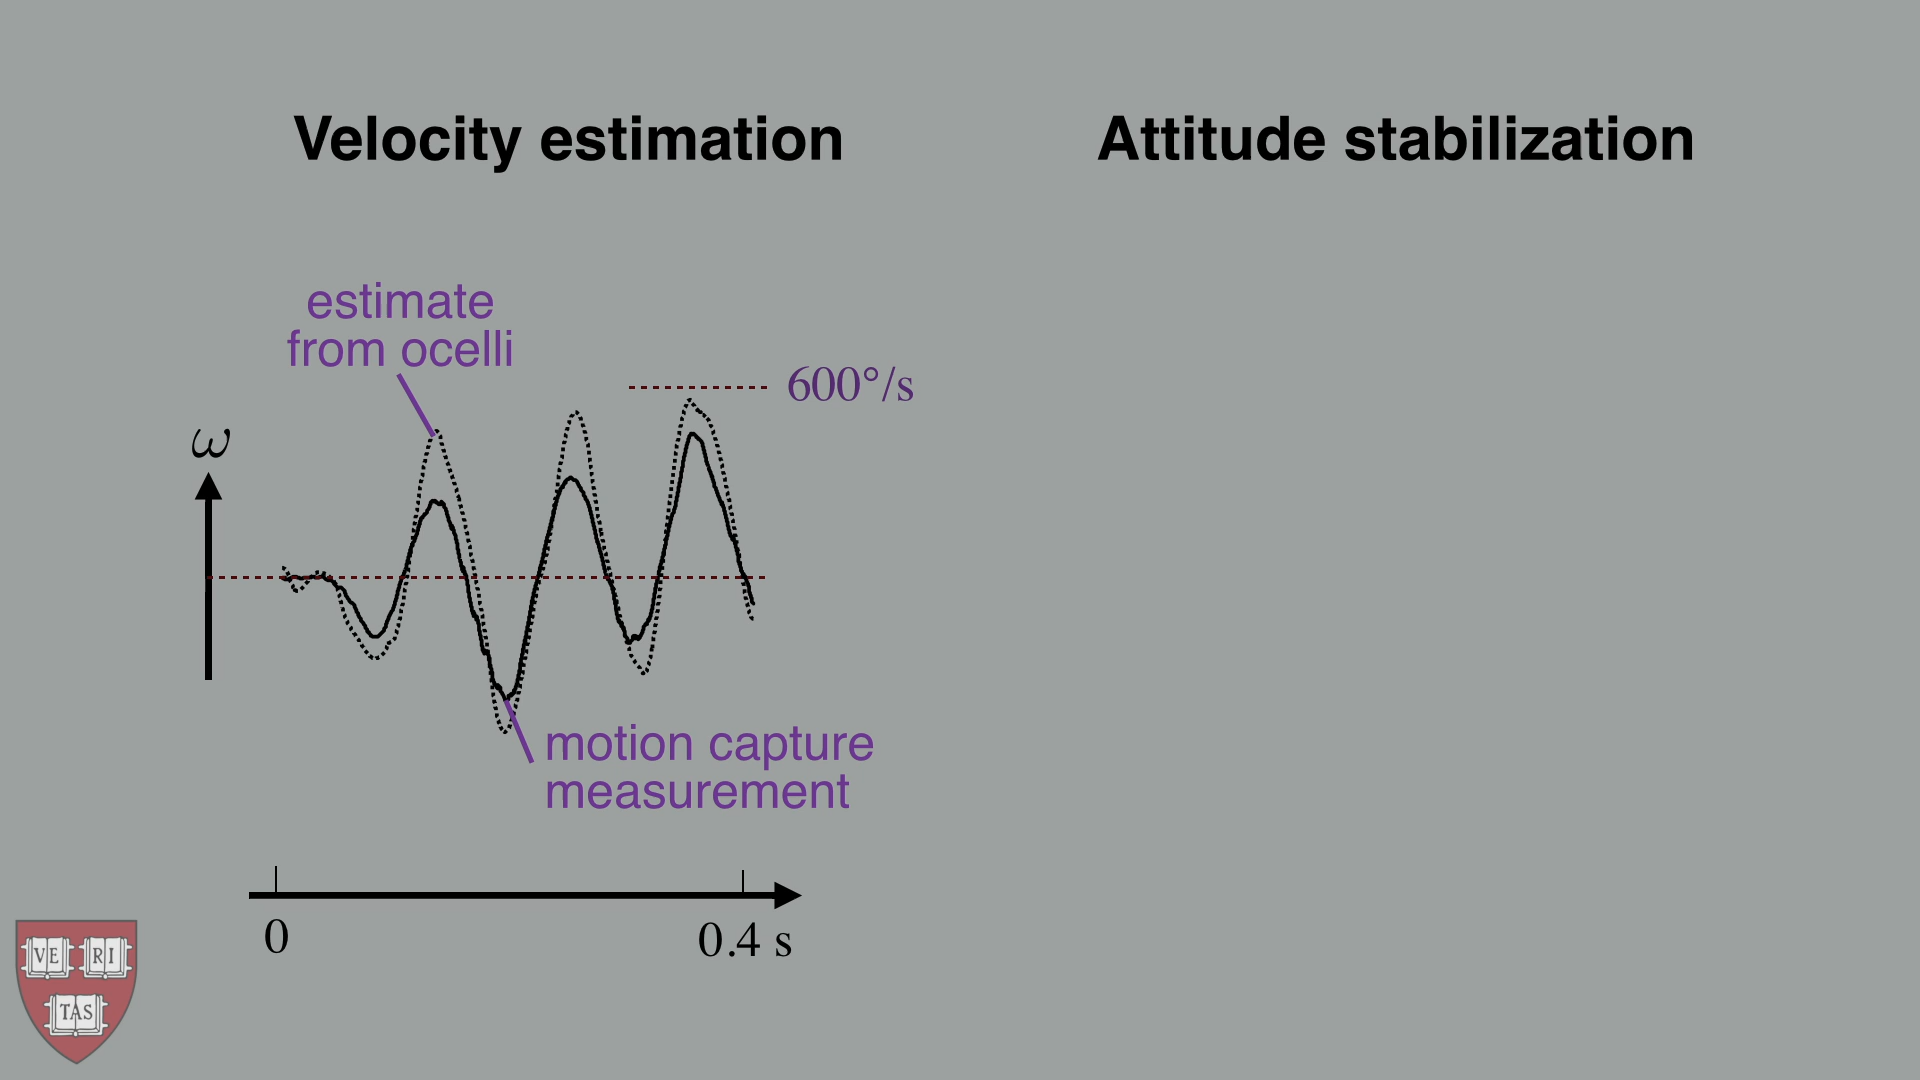 Velocity estimation
Attitude stabilization
estimate
from ocelli
600°/s
ω
motion capture
measurement
0
0.4 s
VE RI
TAS